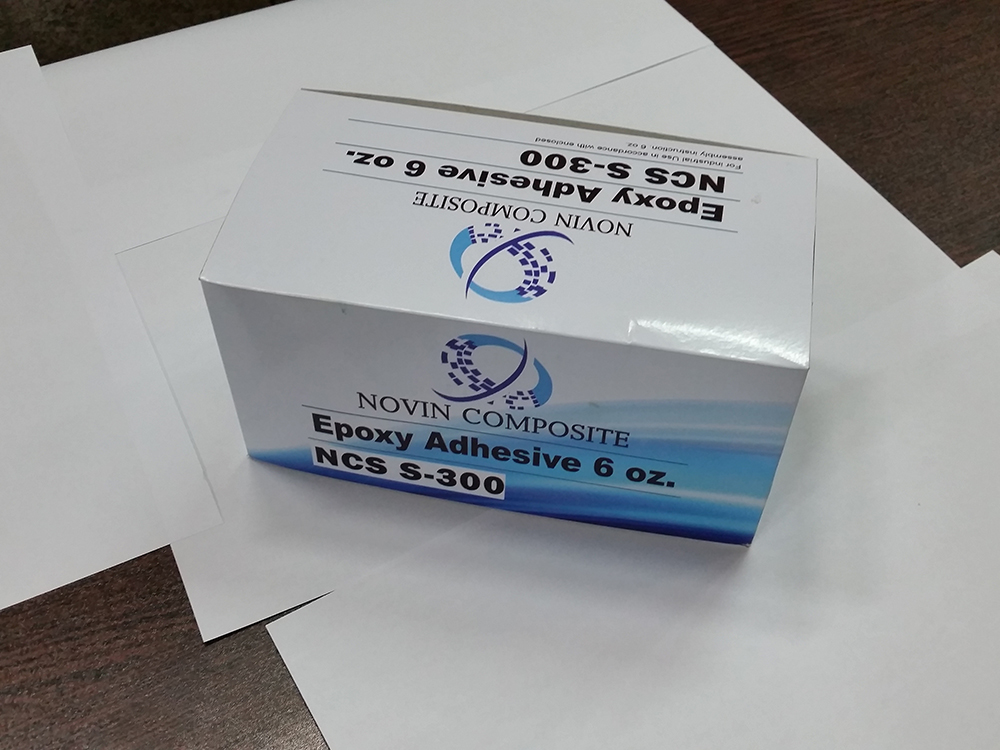 NOVIN COMPOSITE
Epoxy Adhesive 6 oz.
NCS S-300
For industrial Use in accordance with enclosed
assembly instruction 6 oz
NOVIN COMPOSITE
Epoxy Adhesive 6 oz.
NCS S-300